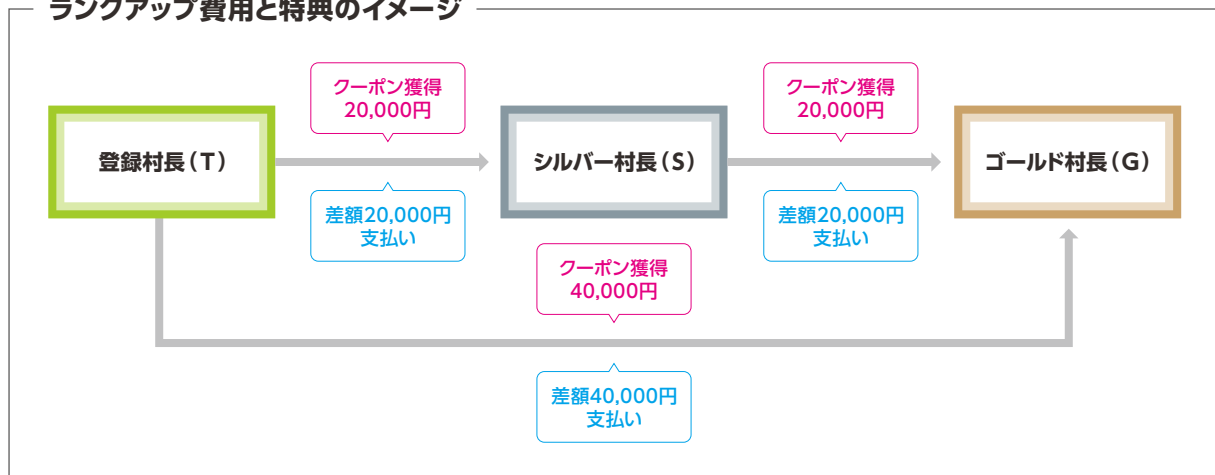 ランクアップ費用と特典のイメージ
クーポン獲得
20,000円
クーポン獲得
20,000円
登録村長(T)
シルバー村長(S)
ゴールド村長(G)
差額20,000円
支払い
差額20,000円
支払い
クーポン獲得
40,000円
差額40,000円
支払い